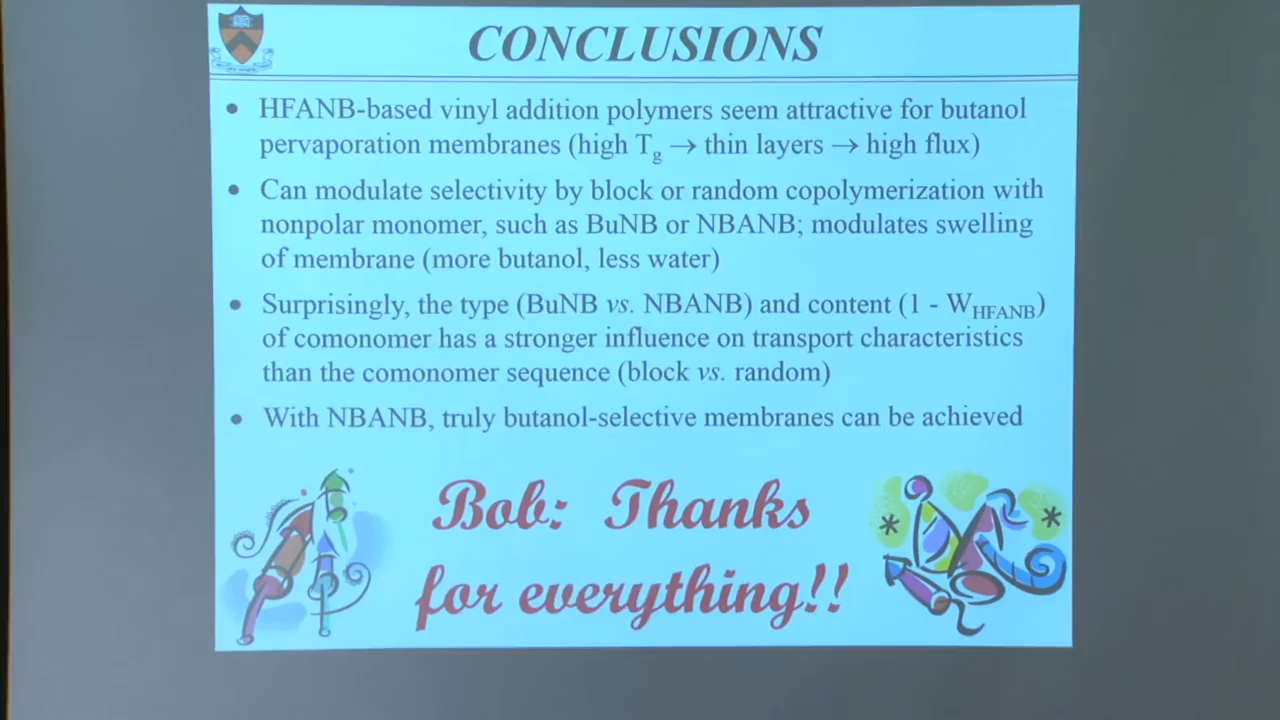 CONCLUSIONS
• HFANB-based vinyl addition polymers seem attractive for butanol
pervaporation membranes (high Tg → thin layers → high flux)
• Can modulate selectivity by block or random copolymerization with
nonpolar monomer, such as BuNB or NBANB; modulates swelling
of membrane (more butanol, less water)
• Surprisingly, the type (BuNB vs. NBANB) and content (1 - WHFANB)
of comonomer has a stronger influence on transport characteristics
than the comonomer sequence (block vs. random)
• With NBANB, truly butanol-selective membranes can be achieved
Bob: Thanks
for everything!!